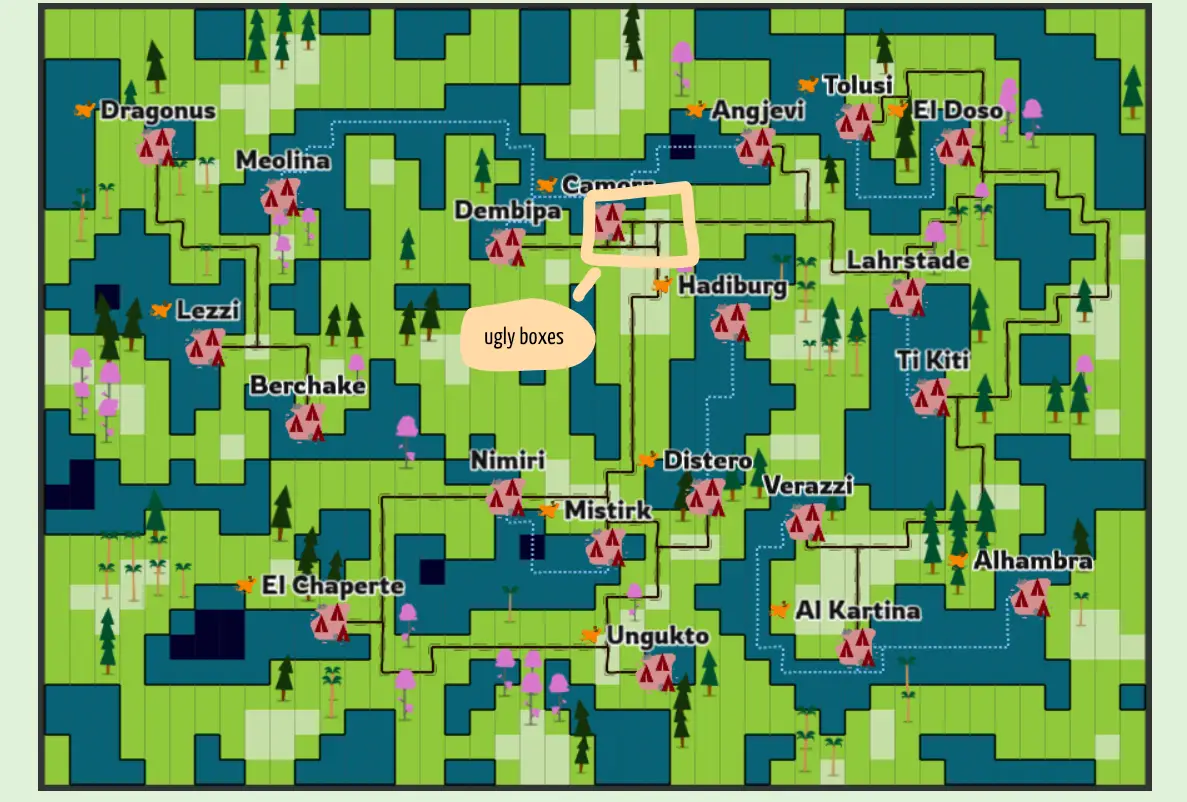 Tolusi
Dragonus
Angjevi
El Doso
Meolina
Camorr
Dembipa
Lahrstade
Hadiburg
Lezzi
ugly boxes
Ti Kiti
Berchake
Nimiri
Distero
Verazzi
Mistirk
Alhambra
El Chaperte
Al Kartina
Ungukto